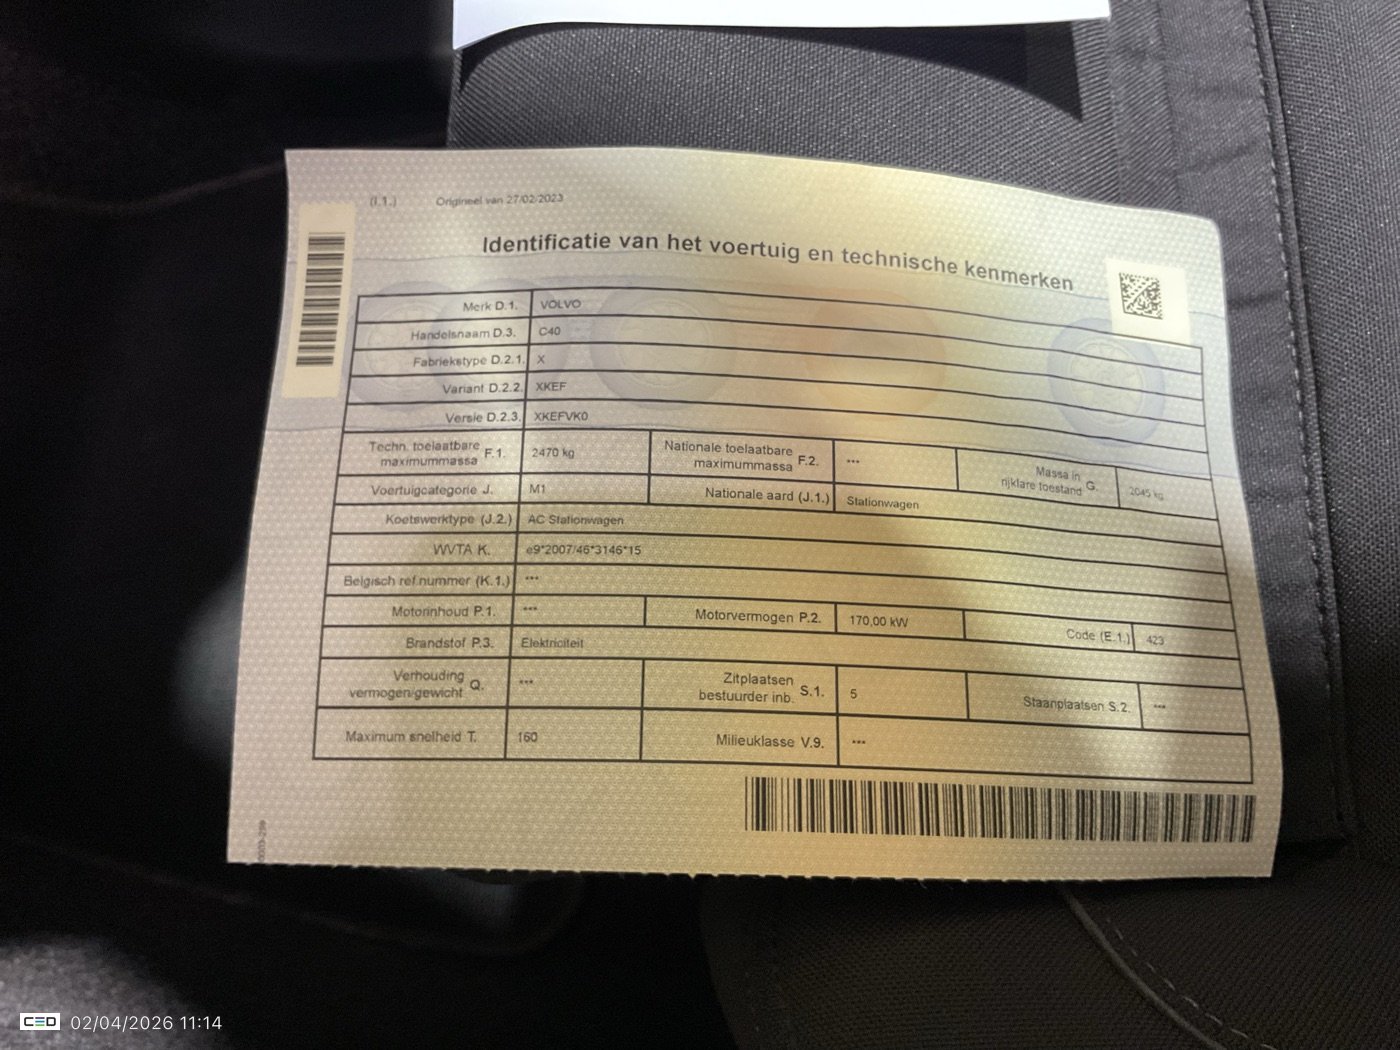 (I.1.) Origineel van 27/02/2023
Identificatie van het voertuig en technische kenmerken
Merk D.1. VOLVO
Handelsnaam D.3. C40
Fabriekstype D.2.1. X
Variant D.2.2. XKEF
Versie D.2.3. XKEFVK0
Techn. toelaatbare maximummassa F.1. 2470 kg Nationale toelaatbare maximummassa F.2. *** Massa in rijklare toestand G. 2045 kg
Voertuigcategorie J. M1 Nationale aard (J.1.) Stationwagen
Koetswerktype (J.2.) AC Stationwagen
WVTA K. e9*2007/46*3146*15
Belgisch ref.nummer (K.1.) ***
Motorinhoud P.1. *** Motorvermogen P.2. 170,00 kW Code (E.1.) 423
Brandstof P.3. Elektriciteit
Verhouding vermogen/gewicht Q. *** Zitplaatsen bestuurder inb. S.1. 5 Staanplaatsen S.2. ***
Maximum snelheid T. 160 Milieuklasse V.9. ***
CED 02/04/2026 11:14